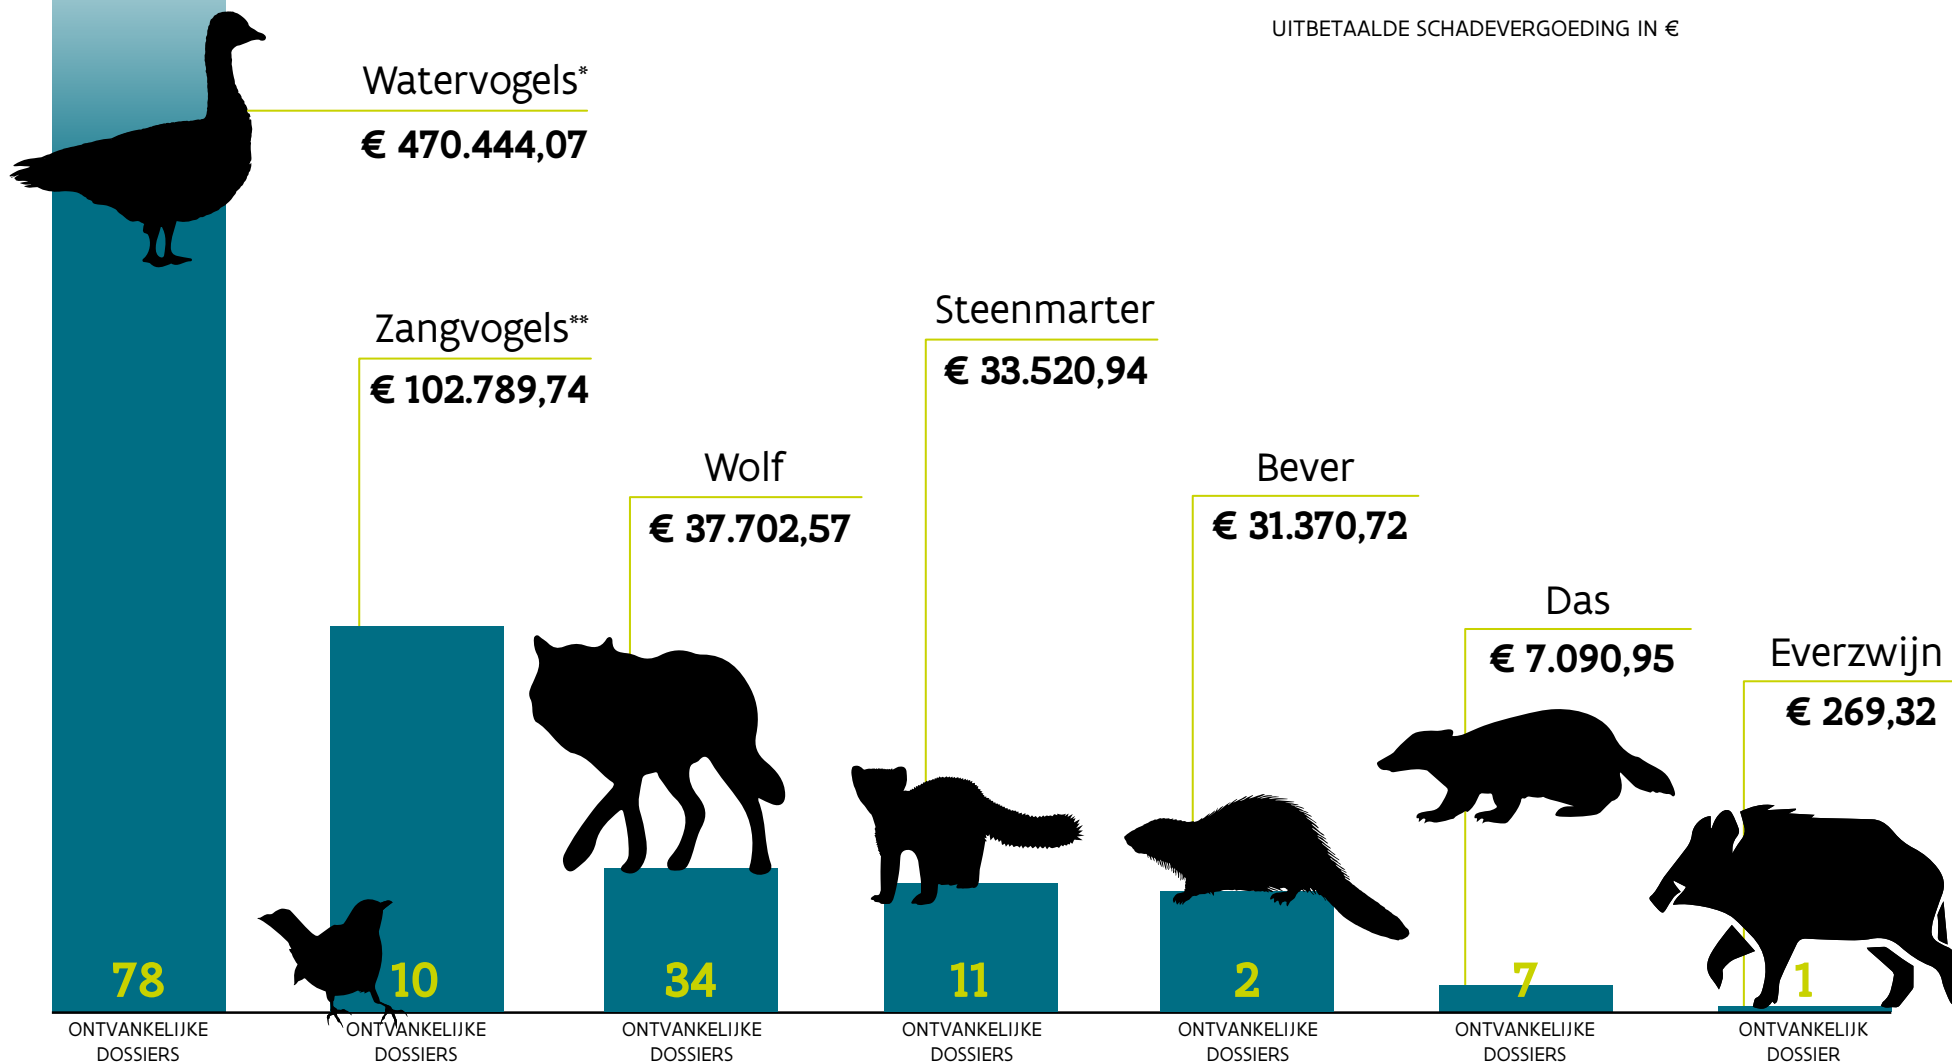 UITBETAALDE SCHADEVERGOEDING IN €
Watervogels*
€ 470.444,07
Zangvogels**
€ 102.789,74
Wolf
€ 37.702,57
Steenmarter
€ 33.520,94
Bever
€ 31.370,72
Das
€ 7.090,95
Everzwijn
€ 269,32
78
ONTVANKELIJKE
DOSSIERS
10
ONTVANKELIJKE
DOSSIERS
34
ONTVANKELIJKE
DOSSIERS
11
ONTVANKELIJKE
DOSSIERS
2
ONTVANKELIJKE
DOSSIERS
7
ONTVANKELIJKE
DOSSIERS
1
ONTVANKELIJK
DOSSIER